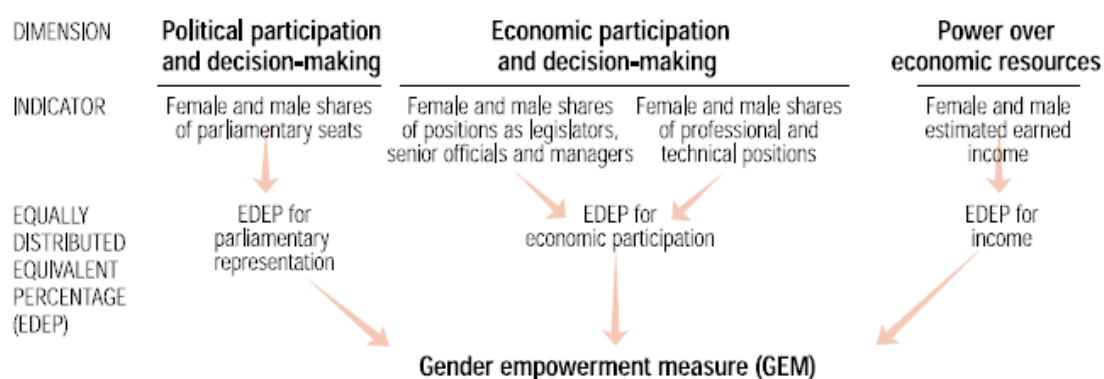 DIMENSION
Political participation
and decision-making
Economic participation
and decision-making
Power over
economic resources
INDICATOR
Female and male shares
of parliamentary seats
Female and male shares
of positions as legislators,
senior officials and managers
Female and male shares
of professional and
technical positions
Female and male
estimated earned
income
EQUALLY
DISTRIBUTED
EQUIVALENT
PERCENTAGE
(EDEP)
EDEP for
parliamentary
representation
EDEP for
economic participation
EDEP for
income
Gender empowerment measure (GEM)